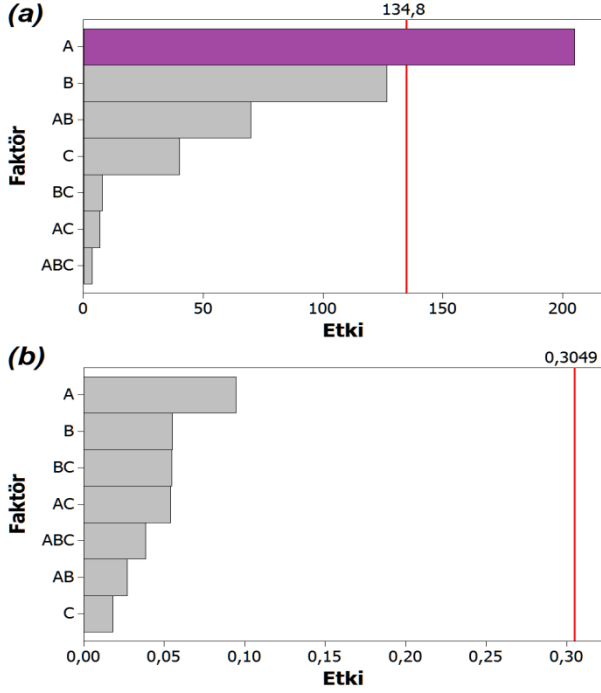 (a)
134,8
Faktör
A
B
AB
C
BC
AC
ABC
0 50 100 150 200
Etki
(b)
0,3049
Faktör
A
B
BC
AC
ABC
AB
C
0,00 0,05 0,10 0,15 0,20 0,25 0,30
Etki